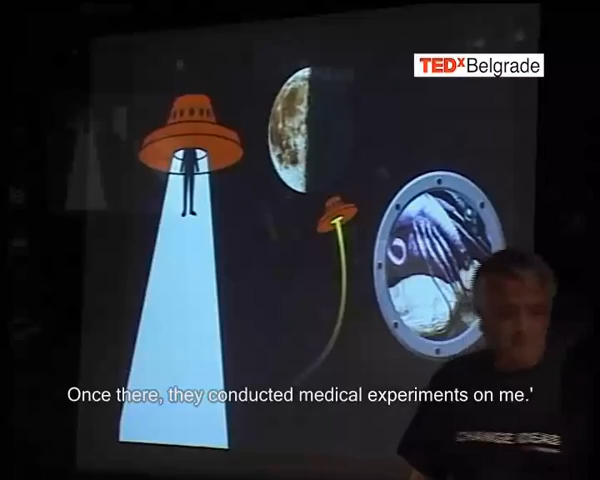 TEDxBelgrade
Once there, they conducted medical experiments on me.'
CHANGE IDEAS